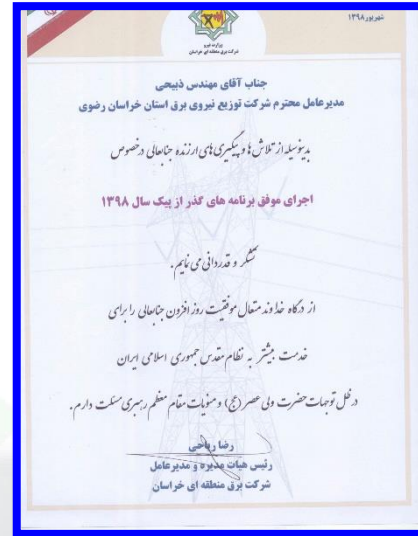 شهریور ۱۳۹۸
وزارت نیرو
شرکت برق منطقه ای خراسان
جناب آقای مهندس ذبیحی
مدیرعامل محترم شرکت توزیع نیروی برق استان خراسان رضوی
بدینوسیله از تلاش ها و پیگیری های ارزنده جنابعالی درخصوص
اجرای موفق برنامه های گذر از پیک سال ۱۳۹۸
تشکر و قدردانی می نمایم.
از درگاه خداوند متعال موفقیت روز افزون جنابعالی را برای
خدمت بیشتر به نظام مقدس جمهوری اسلامی ایران
در ظل توجهات حضرت ولی عصر (عج) و منویات مقام معظم رهبری مسئلت دارم.
رضا ریاحی
رئیس هیات مدیره و مدیرعامل
شرکت برق منطقه ای خراسان